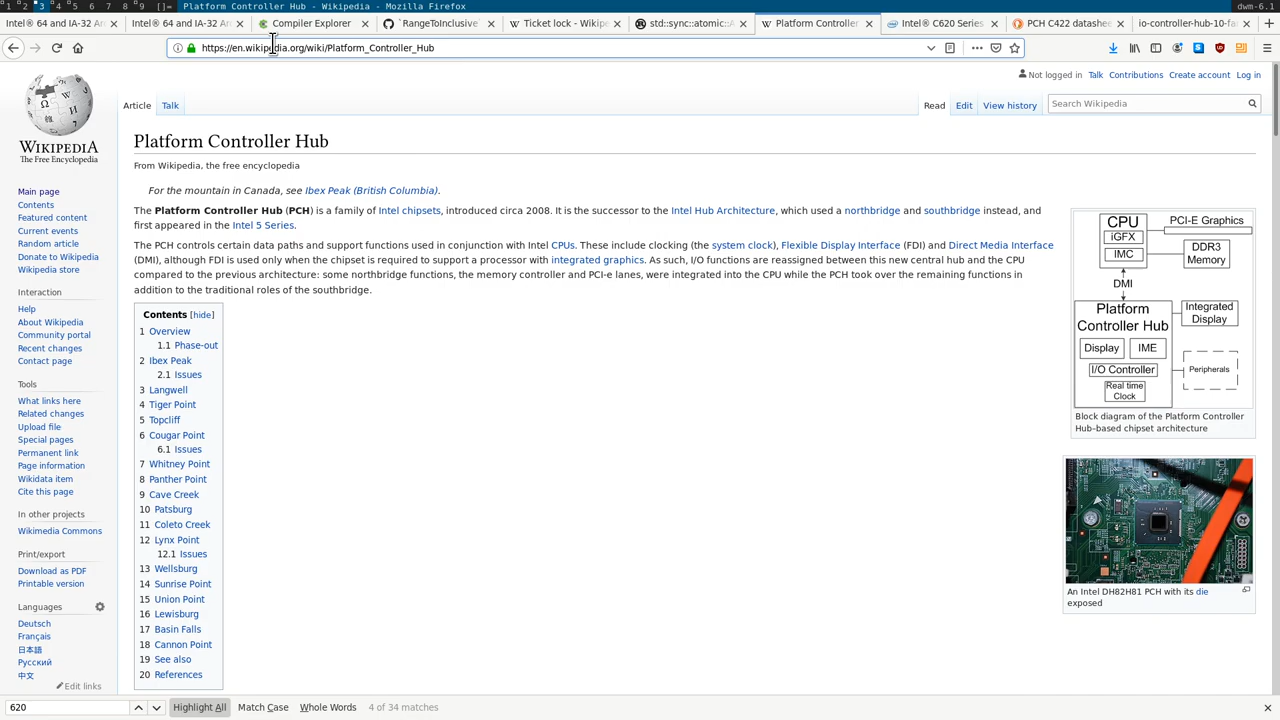 1 2 3 4 5 6 7 8 9 []= Platform Controller Hub - Wikipedia - Mozilla Firefox dwm-6.1
Intel® 64 and IA-32 Ar Intel® 64 and IA-32 Ar Compiler Explorer `RangeToInclusive` Ticket lock - Wikipe std::sync::atomic::A Platform Controller Intel® C620 Series PCH C422 datashee io-controller-hub-10-fa
https://en.wikipedia.org/wiki/Platform_Controller_Hub
Not logged in Talk Contributions Create account Log in
Article Talk Read Edit View history Search Wikipedia
WIKIPEDIA
The Free Encyclopedia
Main page
Contents
Featured content
Current events
Random article
Donate to Wikipedia
Wikipedia store
Interaction
Help
About Wikipedia
Community portal
Recent changes
Contact page
Tools
What links here
Related changes
Upload file
Special pages
Permanent link
Page information
Wikidata item
Cite this page
In other projects
Wikimedia Commons
Print/export
Download as PDF
Printable version
Languages
Deutsch
Français
日本語
Русский
中文
Edit links
Platform Controller Hub
From Wikipedia, the free encyclopedia
For the mountain in Canada, see Ibex Peak (British Columbia).
The Platform Controller Hub (PCH) is a family of Intel chipsets, introduced circa 2008. It is the successor to the Intel Hub Architecture, which used a northbridge and southbridge instead, and
first appeared in the Intel 5 Series.
The PCH controls certain data paths and support functions used in conjunction with Intel CPUs. These include clocking (the system clock), Flexible Display Interface (FDI) and Direct Media Interface
(DMI), although FDI is used only when the chipset is required to support a processor with integrated graphics. As such, I/O functions are reassigned between this new central hub and the CPU
compared to the previous architecture: some northbridge functions, the memory controller and PCI-e lanes, were integrated into the CPU while the PCH took over the remaining functions in
addition to the traditional roles of the southbridge.
Contents [hide]
1 Overview
1.1 Phase-out
2 Ibex Peak
2.1 Issues
3 Langwell
4 Tiger Point
5 Topcliff
6 Cougar Point
6.1 Issues
7 Whitney Point
8 Panther Point
9 Cave Creek
10 Patsburg
11 Coleto Creek
12 Lynx Point
12.1 Issues
13 Wellsburg
14 Sunrise Point
15 Union Point
16 Lewisburg
17 Basin Falls
18 Cannon Point
19 See also
20 References
CPU
iGFX
IMC
PCI-E Graphics
DDR3
Memory
DMI
Platform
Controller Hub
Integrated
Display
Display
IME
I/O Controller
Peripherals
Real time
Clock
Block diagram of the Platform Controller
Hub–based chipset architecture
An Intel DH82H81 PCH with its die
exposed
620 Highlight All Match Case Whole Words 4 of 34 matches